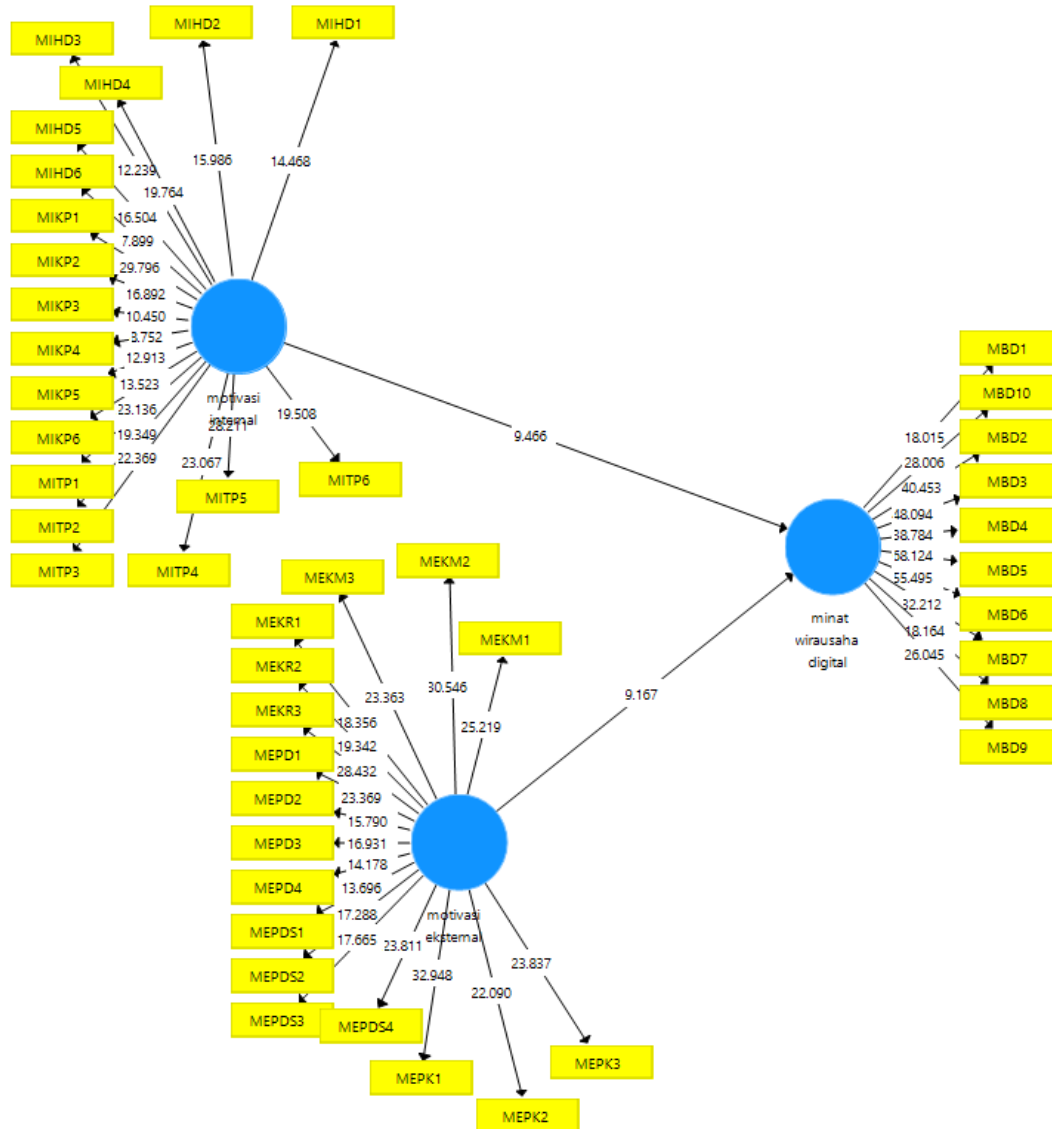 MIHD2
MIHD1
MIHD3
MIHD4
MIHD5
MIHD6
MIKP1
MIKP2
MIKP3
MIKP4
MIKP5
MIKP6
MITP1
MITP2
MITP3
MITP4
MITP5
MITP6
15.986
14.468
12.239
19.764
16.504
7.899
29.796
16.892
10.450
8.752
12.913
13.523
23.136
19.349
22.369
23.067
28.211
19.508
motivasi
internal
9.466
MBD1
MBD10
MBD2
MBD3
MBD4
MBD5
MBD6
MBD7
MBD8
MBD9
18.015
28.006
40.453
48.094
38.784
58.124
55.495
32.212
18.164
26.045
minat
wirausaha
digital
9.167
MEKM3
MEKM2
MEKM1
MEKR1
MEKR2
MEKR3
MEPD1
MEPD2
MEPD3
MEPD4
MEPDS1
MEPDS2
MEPDS3
MEPDS4
MEPK1
MEPK2
MEPK3
23.363
30.546
25.219
18.356
19.342
28.432
23.369
15.790
16.931
14.178
13.696
17.288
17.665
23.811
32.948
22.090
23.837
motivasi
eksternal